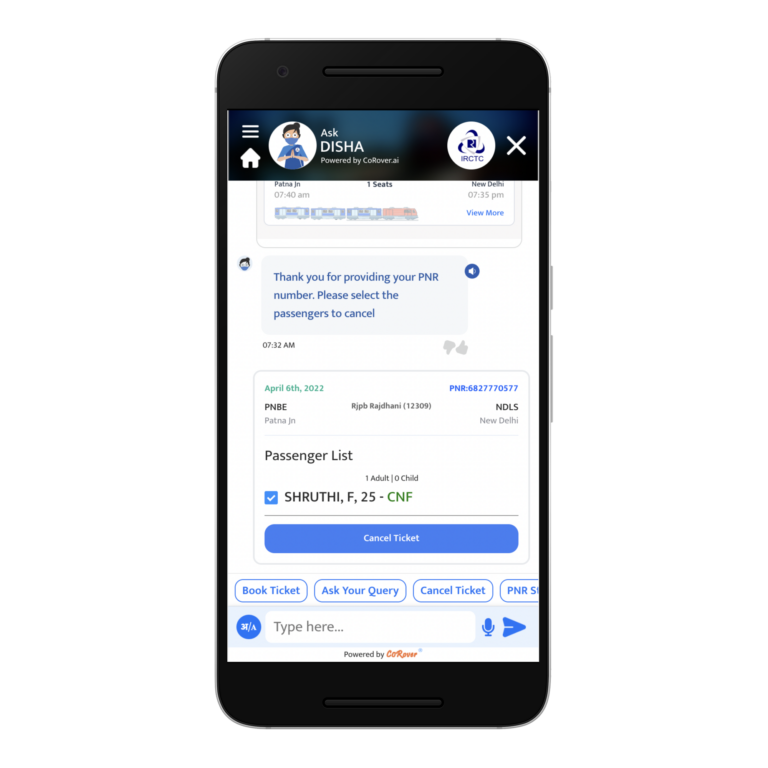 Ask
DISHA
Powered by CoRover.ai
IRCTC
Patna Jn 1 Seats New Delhi
07:40 am 07:35 pm
View More
Thank you for providing your PNR
number. Please select the
passengers to cancel
07:32 AM
April 6th, 2022 PNR:6827770577
PNBE Rjpb Rajdhani (12309) NDLS
Patna Jn New Delhi
Passenger List
1 Adult | 0 Child
SHRUTHI, F, 25 - CNF
Cancel Ticket
Book Ticket Ask Your Query Cancel Ticket PNR
अ/A Type here...
Powered by CoRover